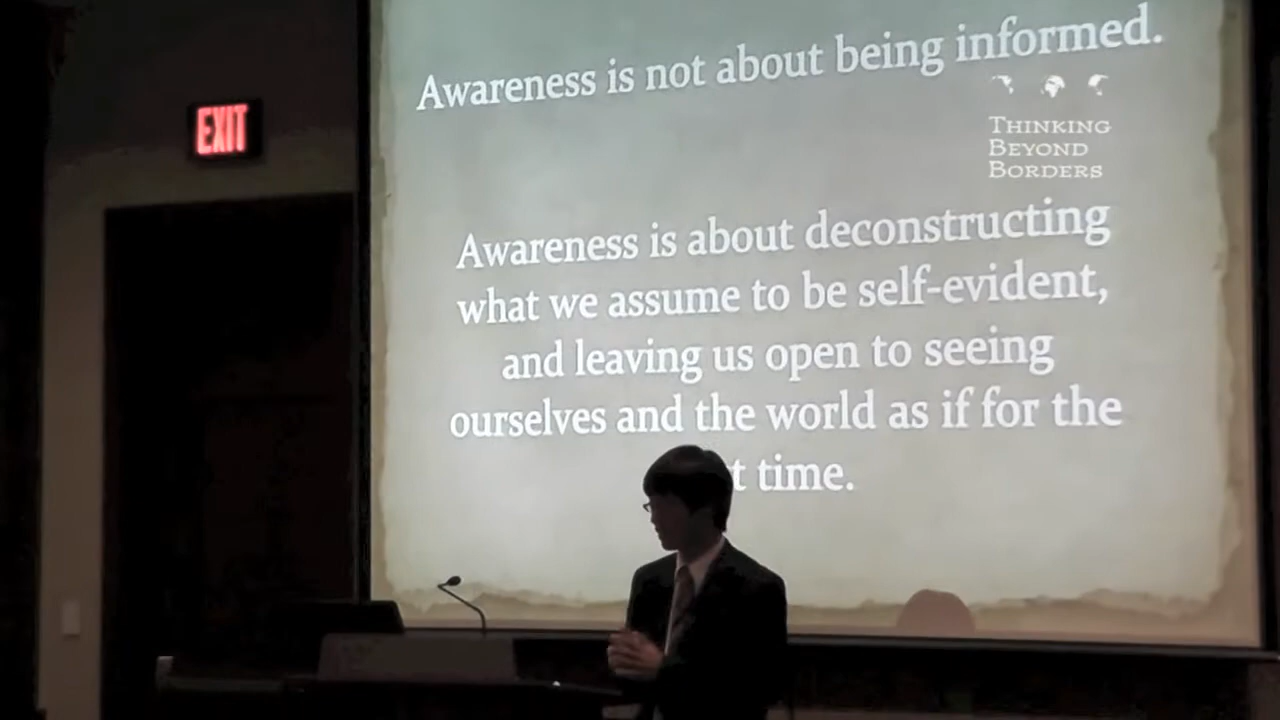 Awareness is not about being informed.
EXIT
THINKING
BEYOND
BORDERS
Awareness is about deconstructing
what we assume to be self-evident,
and leaving us open to seeing
ourselves and the world as if for the
t time.